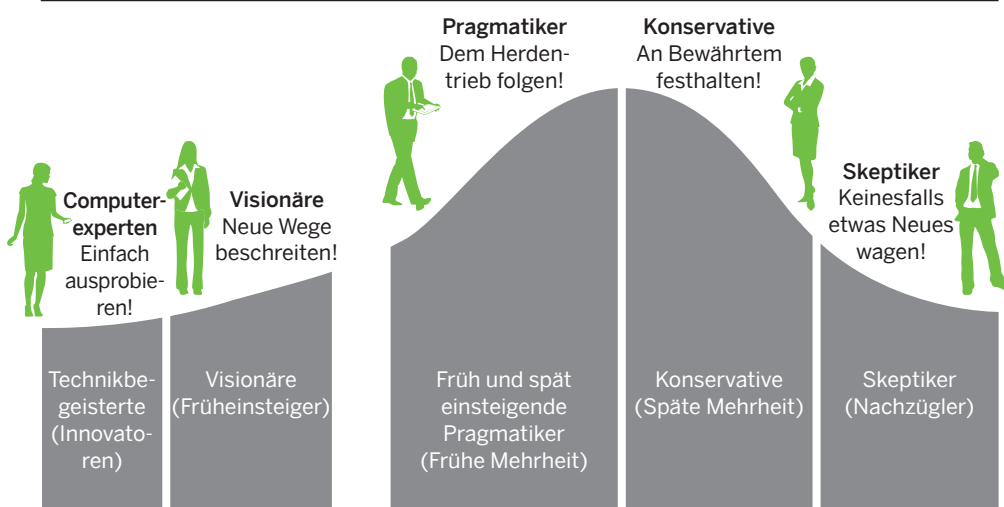 Pragmatiker
Dem Herden-
trieb folgen!
Konservative
An Bewährtem
festhalten!
Computer-
experten
Einfach
ausprobie-
ren!
Visionäre
Neue Wege
beschreiten!
Skeptiker
Keinesfalls
etwas Neues
wagen!
Technikbe-
geisterte
(Innovato-
ren)
Visionäre
(Früheinsteiger)
Früh und spät
einsteigende
Pragmatiker
(Frühe Mehrheit)
Konservative
(Späte Mehrheit)
Skeptiker
(Nachzügler)